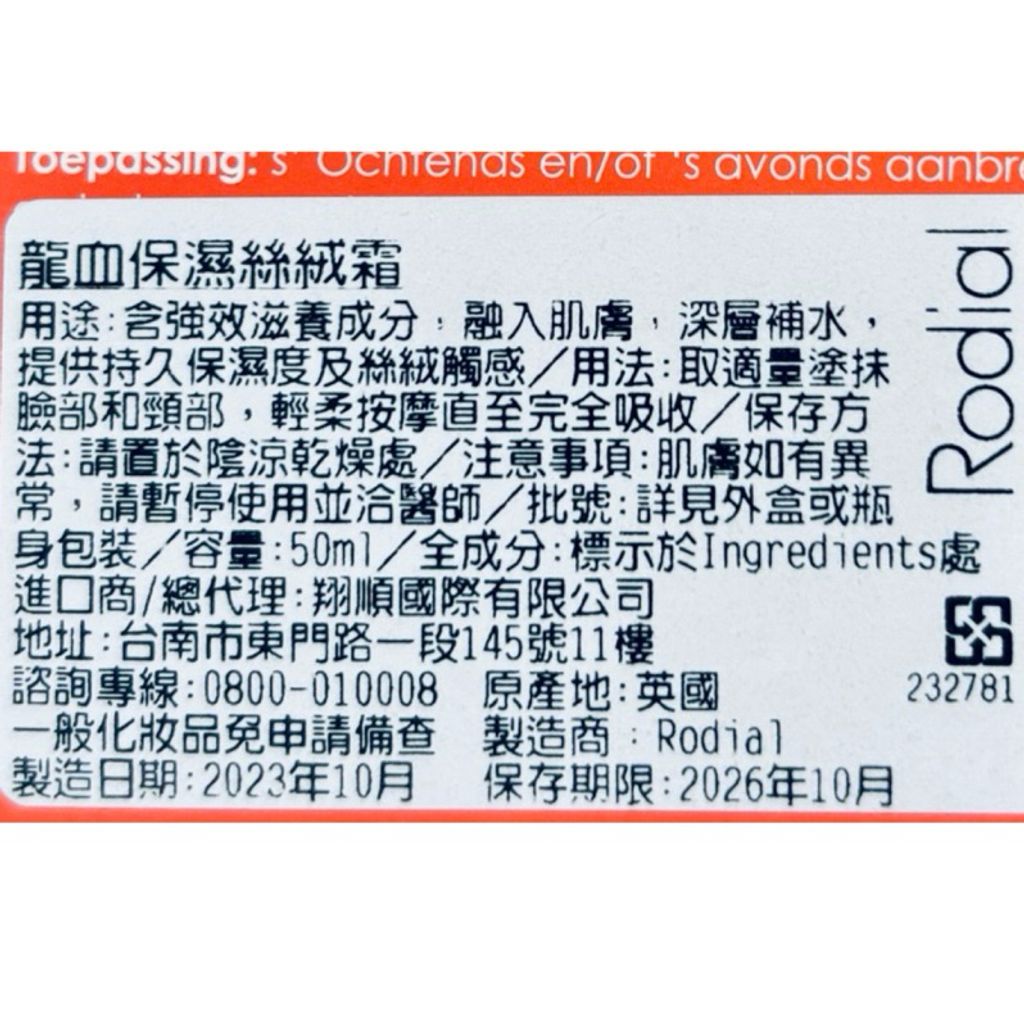 Toepassing: s' Ochtends en/of 's avonds aanbre
龍血保濕絲絨霜
用途:含強效滋養成分,融入肌膚,深層補水,
提供持久保濕度及絲絨觸感/用法:取適量塗抹
臉部和頸部,輕柔按摩直至完全吸收/保存方
法:請置於陰涼乾燥處/注意事項:肌膚如有異
常,請暫停使用並洽醫師/批號:詳見外盒或瓶
身包裝/容量:50ml/全成分:標示於Ingredients處
進口商/總代理:翔順國際有限公司
地址:台南市東門路一段145號11樓
諮詢專線:0800-010008 原產地:英國
一般化妝品免申請備查 製造商:Rodial
製造日期:2023年10月 保存期限:2026年10月
Rodial
232781